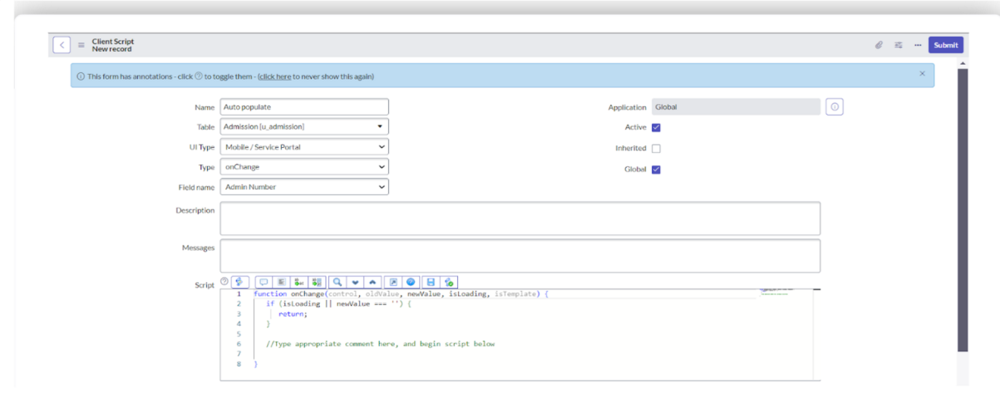 Client Script
New record
Submit
This form has annotations - click ? to toggle them - (click here to never show this again)
Name Auto populate
Application Global
Table Admission [u_admission]
Active
UI Type Mobile / Service Portal
Inherited
Type onChange
Global
Field name Admin Number
Description
Messages
Script
1 function onChange(control, oldValue, newValue, isLoading, isTemplate) {
2 if (isLoading || newValue === '') {
3 return;
4 }
5
6 //Type appropriate comment here, and begin script below
7
8 }